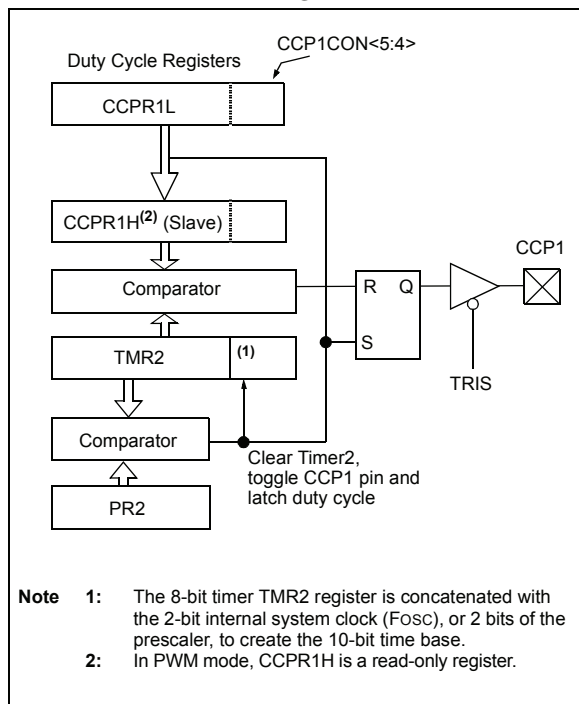 CCP1CON<5:4>
Duty Cycle Registers
CCPR1L
CCPR1H(2) (Slave)
CCP1
Comparator
R Q
TMR2
(1)
S
TRIS
Comparator
Clear Timer2,
toggle CCP1 pin and
latch duty cycle
PR2
Note 1: The 8-bit timer TMR2 register is concatenated with
the 2-bit internal system clock (FOSC), or 2 bits of the
prescaler, to create the 10-bit time base.
2: In PWM mode, CCPR1H is a read-only register.